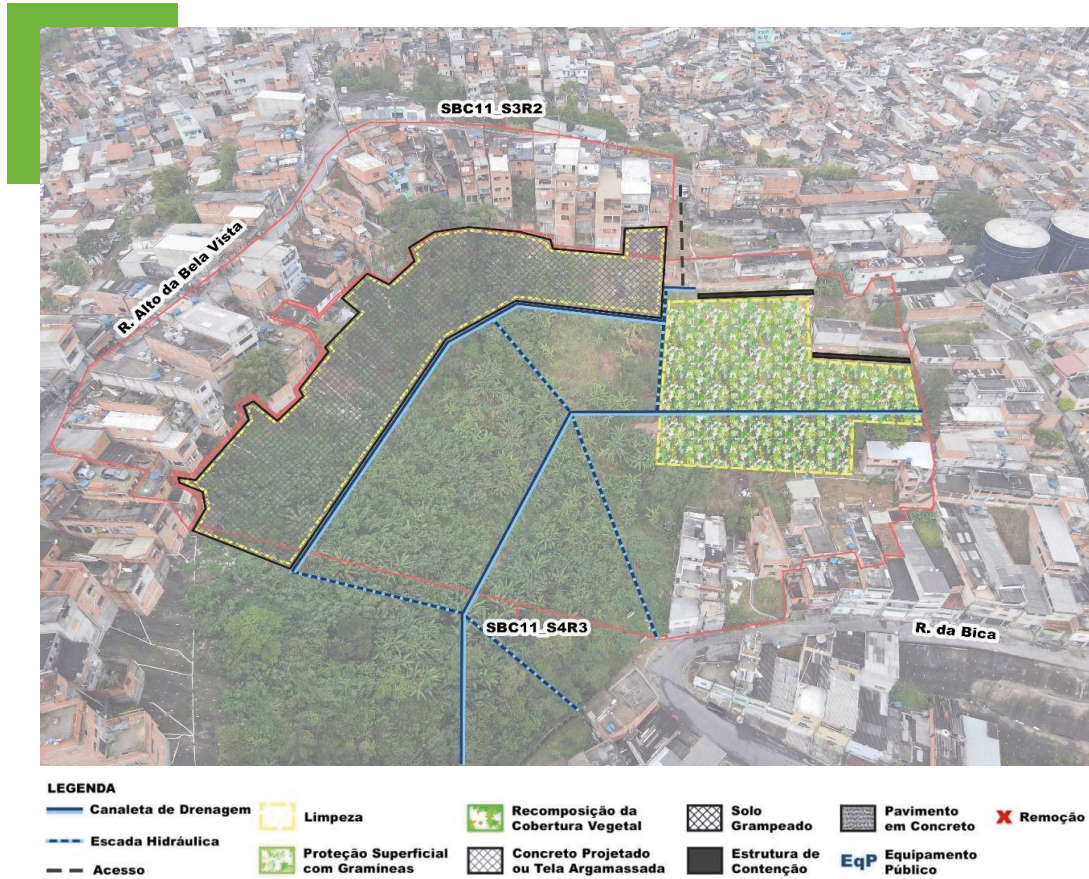 SBC11_S3R2
R. Alto da Bela Vista
SBC11_S4R3
R. da Bica
LEGENDA
Canaleta de Drenagem
Escada Hidráulica
Acesso
Limpeza
Proteção Superficial
com Gramíneas
Recomposição da
Cobertura Vegetal
Concreto Projetado
ou Tela Argamassada
Solo
Grampeado
Estrutura de
Contenção
Pavimento
em Concreto
EqP Equipamento
Público
X Remoção